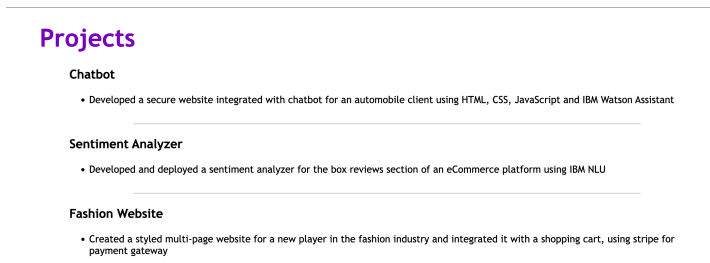 Projects
Chatbot
• Developed a secure website integrated with chatbot for an automobile client using HTML, CSS, JavaScript and IBM Watson Assistant
Sentiment Analyzer
• Developed and deployed a sentiment analyzer for the box reviews section of an eCommerce platform using IBM NLU
Fashion Website
• Created a styled multi-page website for a new player in the fashion industry and integrated it with a shopping cart, using stripe for
payment gateway